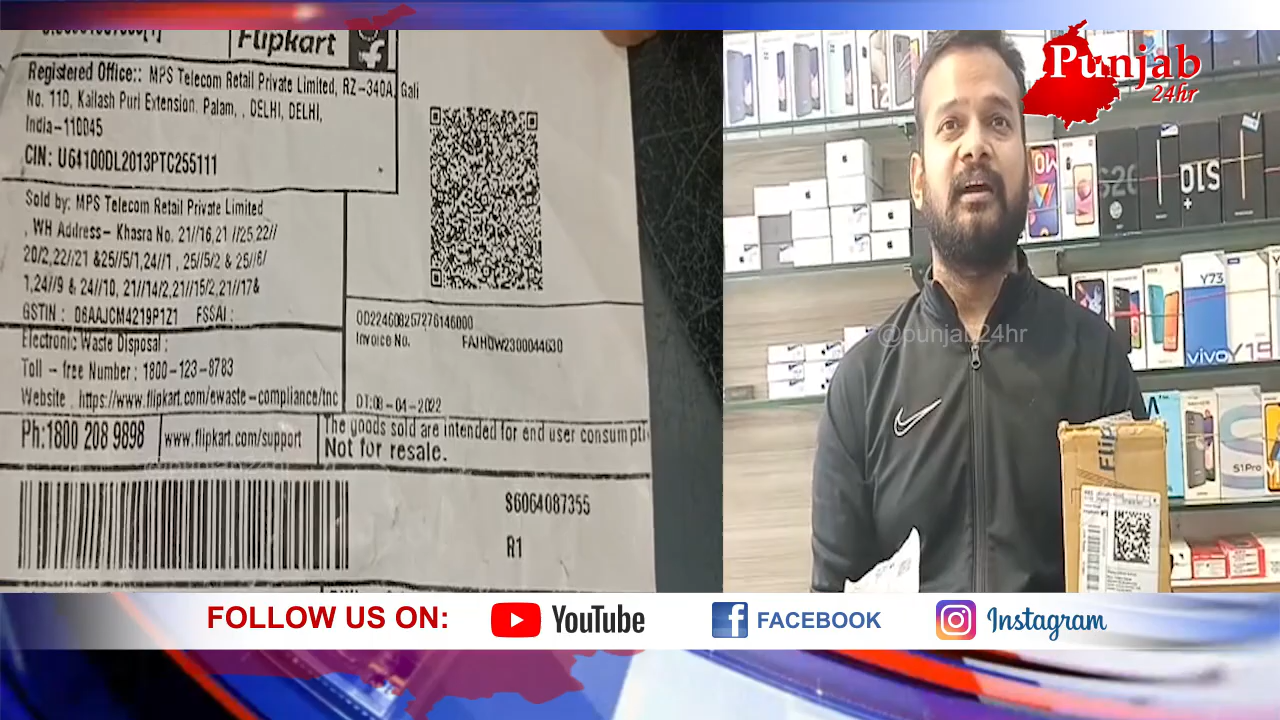 Flipkart
Registered Office:: MPS Telecom Retail Private Limited, RZ-340A, Gali
No. 11D, Kailash Puri Extension. Palam, , DELHI, DELHI,
India-110045
CIN: U64100DL2013PTC255111
Sold by: MPS Telecom Retail Private Limited
, WH Address- Khasra No. 21//16,21 //25,22//
20/2,22//21 &25//5/1,24//1 , 25//5/2 & 25//6/
1,24//9 & 24//10, 21//14/2,21//15/2,21//17&
GSTIN : 06AAJCM4219P1Z1 FSSAI :
Electronic Waste Disposal :
Toll - free Number : 1800-123-8783
Website . https://www.flipkart.com/ewaste-compliance/tnc
OD224608257276146000
Invoice No. FAJHDW2300044630
DT:08-04-2022
Ph:1800 208 9898 www.flipkart.com/support
The goods sold are intended for end user consumpti
Not for resale.
S6064087355
R1
@punjab24hr
Punjab
24hr
@punjab24hr
S20
S10
+
Y73
vivo Y15
S1 Pro
FOLLOW US ON: YouTube FACEBOOK Instagram